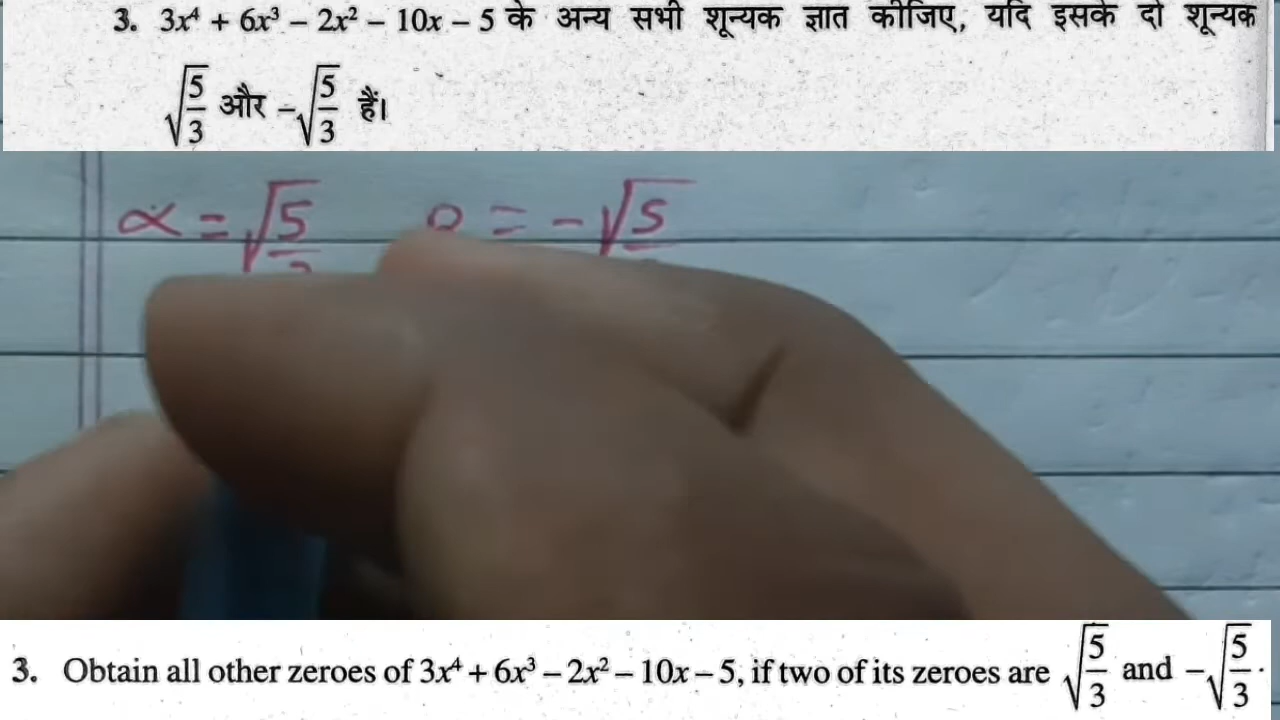 3. 3x⁴ + 6x³ – 2x² – 10x – 5 के अन्य सभी शून्यक ज्ञात कीजिए, यदि इसके दो शून्यक
√5/3 और –√5/3 हैं।
α = √5 = -√5
3. Obtain all other zeroes of 3x⁴ + 6x³ – 2x² – 10x – 5, if two of its zeroes are √5/3 and –√5/3.